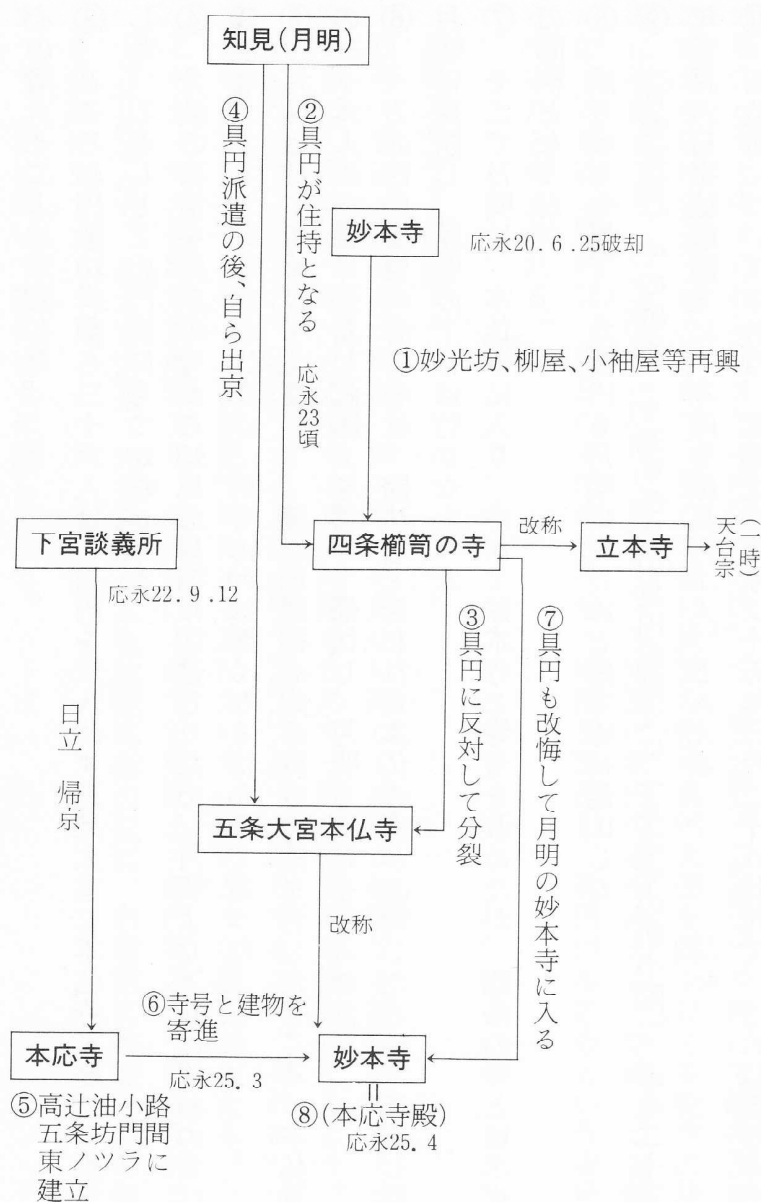 知見(月明)
④具円派遣の後、自ら出京
②具円が住持となる 応永23頃
妙本寺
応永20.6.25破却
①妙光坊、柳屋、小袖屋等再興
下宮談義所
応永22.9.12
四条櫛笥の寺
改称
立本寺
(一時)
天台宗
日立 帰京
③具円に反対して分裂
⑦具円も改悔して月明の妙本寺に入る
五条大宮本仏寺
改称
⑥寺号と建物を
寄進
本応寺
応永25.3
妙本寺
=
⑤高辻油小路
五条坊門間
東ノツラに
建立
⑧(本応寺殿)
応永25.4